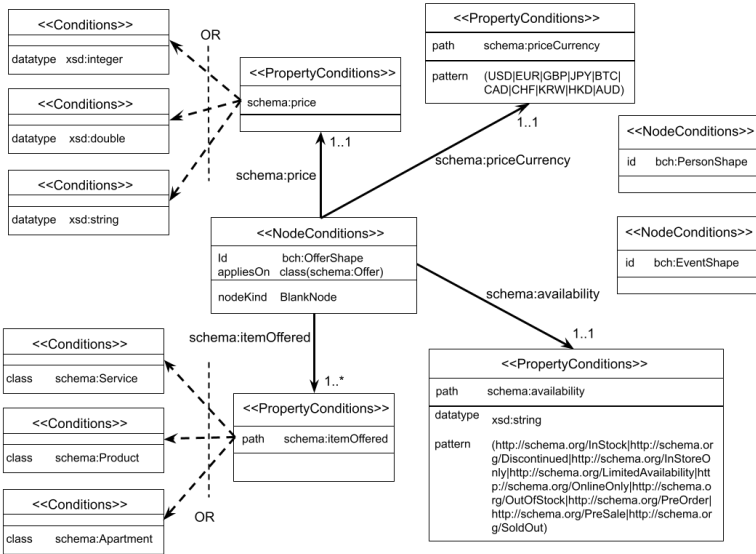 <<Conditions>>
datatype xsd:integer
<<Conditions>>
datatype xsd:double
<<Conditions>>
datatype xsd:string
OR
<<PropertyConditions>>
schema:price
1..1
schema:price
<<PropertyConditions>>
path schema:priceCurrency
pattern (USD|EUR|GBP|JPY|BTC|
CAD|CHF|KRW|HKD|AUD)
1..1
schema:priceCurrency
<<NodeConditions>>
id bch:PersonShape
<<NodeConditions>>
id bch:EventShape
<<NodeConditions>>
Id bch:OfferShape
appliesOn class(schema:Offer)
nodeKind BlankNode
schema:availability
1..1
schema:itemOffered
1..*
<<Conditions>>
class schema:Service
<<Conditions>>
class schema:Product
<<Conditions>>
class schema:Apartment
OR
<<PropertyConditions>>
path schema:itemOffered
<<PropertyConditions>>
path schema:availability
datatype xsd:string
pattern (http://schema.org/InStock|http://schema.or
g/Discontinued|http://schema.org/InStoreO
nly|http://schema.org/LimitedAvailability|htt
p://schema.org/OnlineOnly|http://schema.o
rg/OutOfStock|http://schema.org/PreOrder|
http://schema.org/PreSale|http://schema.or
g/SoldOut)